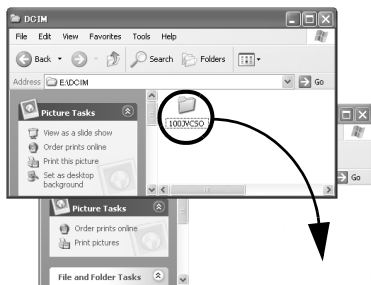 DCIM
File Edit View Favorites Tools Help
Back Search Folders
Address E:\DCIM Go
Picture Tasks
View as a slide show
Order prints online
Print this picture
Set as desktop
background
100JVCSO
Go
Picture Tasks
Order prints online
Print pictures
File and Folder Tasks